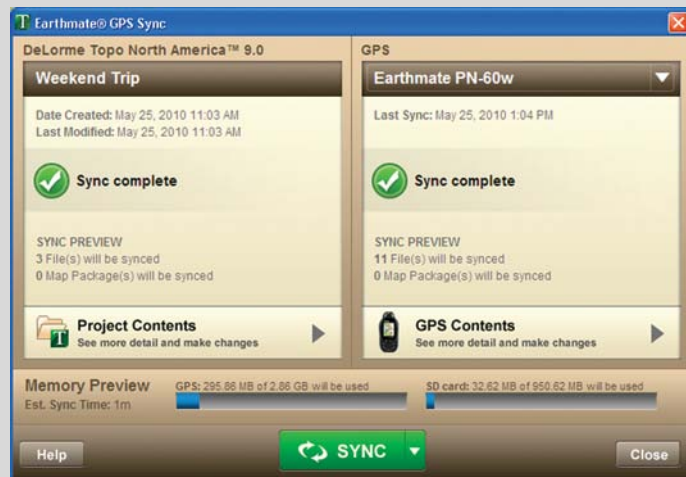 Earthmate® GPS Sync
DeLorme Topo North America™ 9.0
Weekend Trip
Date Created: May 25, 2010 11:03 AM
Last Modified: May 25, 2010 11:03 AM
Sync complete
SYNC PREVIEW
3 File(s) will be synced
0 Map Package(s) will be synced
Project Contents
See more detail and make changes
GPS
Earthmate PN-60w
Last Sync: May 25, 2010 1:04 PM
Sync complete
SYNC PREVIEW
11 File(s) will be synced
0 Map Package(s) will be synced
GPS Contents
See more detail and make changes
Memory Preview
Est. Sync Time: 1m
GPS: 295.86 MB of 2.86 GB will be used
SD card: 32.62 MB of 950.62 MB will be used
Help
SYNC
Close